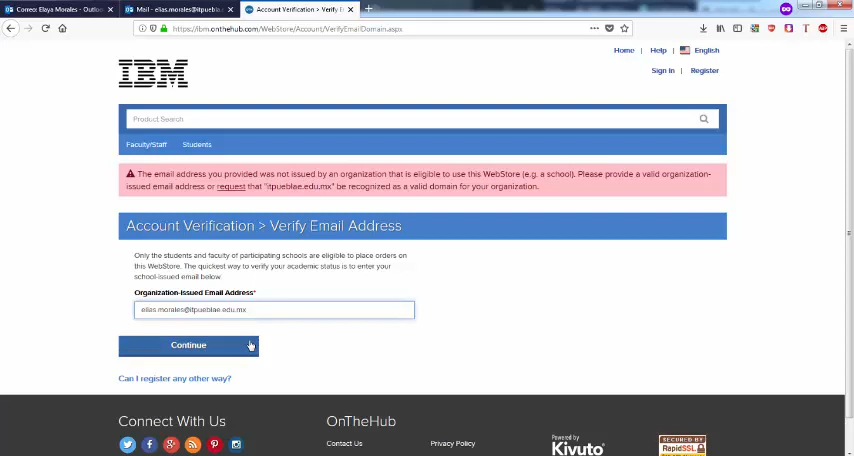 Correo: Elaya Morales - Outloo
Mail - elias.morales@itpuebla.e
Account Verification > Verify E
https://ibm.onthehub.com/WebStore/Account/VerifyEmailDomain.aspx
Home | Help | English
Sign In | Register
IBM
Product Search
Faculty/Staff Students
The email address you provided was not issued by an organization that is eligible to use this WebStore (e.g. a school). Please provide a valid organization-
issued email address or request that "itpueblae.edu.mx" be recognized as a valid domain for your organization.
Account Verification > Verify Email Address
Only the students and faculty of participating schools are eligible to place orders on
this WebStore. The quickest way to verify your academic status is to enter your
school-issued email below.
Organization-issued Email Address*
elias.morales@itpueblae.edu.mx
Continue
Can I register any other way?
Connect With Us
OnTheHub
Contact Us Privacy Policy
Powered by
Kivuto
SECURED BY
RapidSSL